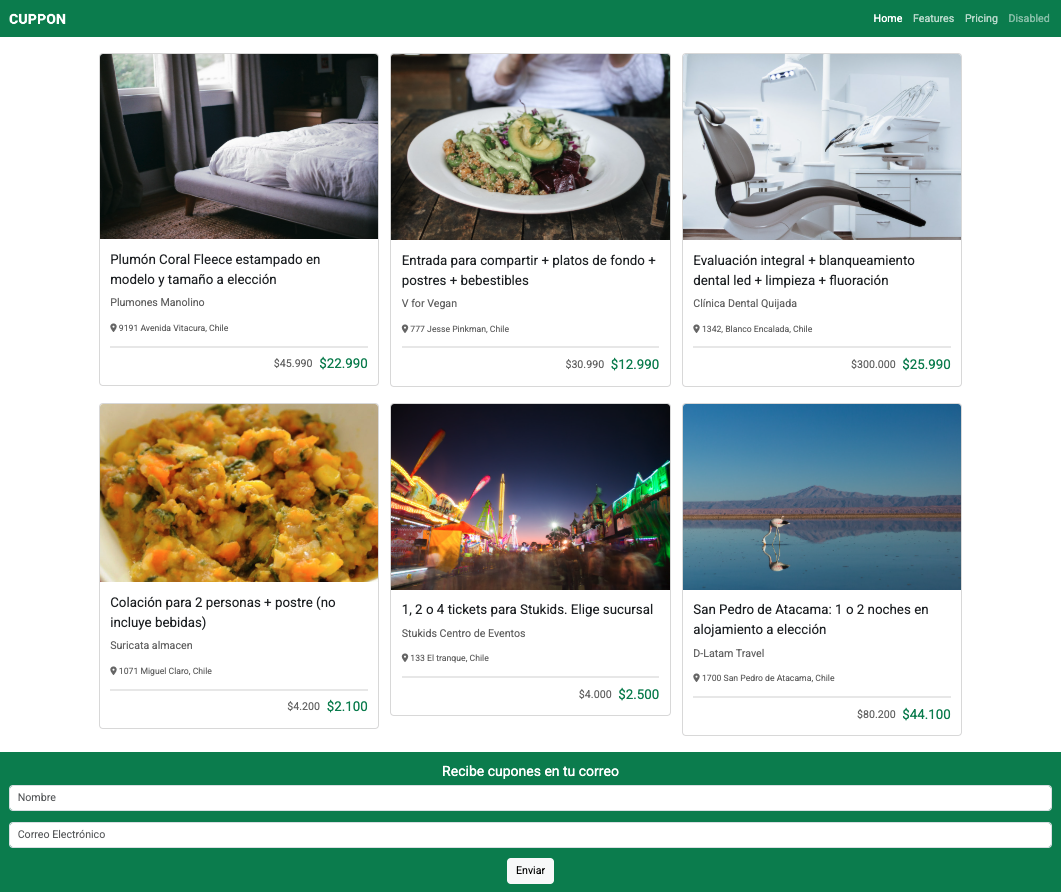 CUPPON
Home Features Pricing Disabled
Plumón Coral Fleece estampado en
modelo y tamaño a elección
Plumones Manolino
9191 Avenida Vitacura, Chile
$45.990 $22.990
Entrada para compartir + platos de fondo +
postres + bebestibles
V for Vegan
777 Jesse Pinkman, Chile
$30.990 $12.990
Evaluación integral + blanqueamiento
dental led + limpieza + fluoración
Clínica Dental Quijada
1342, Blanco Encalada, Chile
$300.000 $25.990
Colación para 2 personas + postre (no
incluye bebidas)
Suricata almacen
1071 Miguel Claro, Chile
$4.200 $2.100
1, 2 o 4 tickets para Stukids. Elige sucursal
Stukids Centro de Eventos
133 El tranque, Chile
$4.000 $2.500
San Pedro de Atacama: 1 o 2 noches en
alojamiento a elección
D-Latam Travel
1700 San Pedro de Atacama, Chile
$80.200 $44.100
Recibe cupones en tu correo
Nombre
Correo Electrónico
Enviar